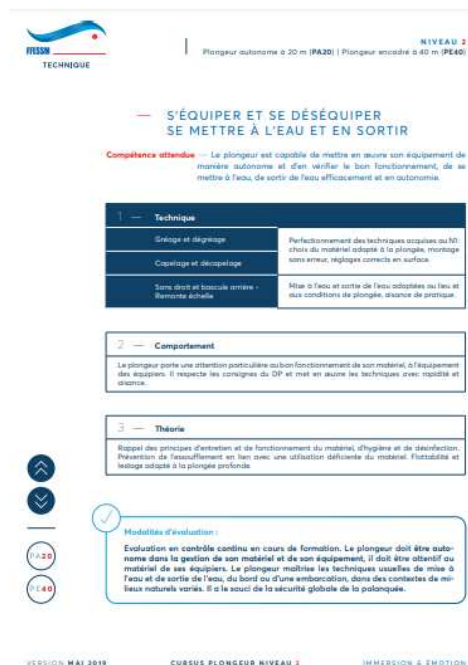 FFESSM
TECHNIQUE
NIVEAU 2
Plongeur autonome à 20 m (PA20) | Plongeur encadré à 40 m (PE40)
— S'ÉQUIPER ET SE DÉSÉQUIPER
SE METTRE À L'EAU ET EN SORTIR
Compétence attendue — Le plongeur est capable de mettre en œuvre son équipement de
manière autonome et d'en vérifier le bon fonctionnement, de se
mettre à l'eau, de sortir de l'eau efficacement et en autonomie.
1 — Technique
Gréage et dégréage
Capelage et décapelage
Perfectionnement des techniques acquises au N1:
choix du matériel adapté à la plongée, montage
sans erreur, réglages corrects en surface.
Saut droit et bascule arrière -
Remonte échelle
Mise à l'eau et sortie de l'eau adaptées au lieu et
aux conditions de plongée, aisance de pratique.
2 — Comportement
Le plongeur porte une attention particulière au bon fonctionnement de son matériel, à l'équipement
des équipiers. Il respecte les consignes du DP et met en œuvre les techniques avec rapidité et
aisance.
3 — Théorie
Rappel des principes d'entretien et de fonctionnement du matériel, d'hygiène et de désinfection.
Prévention de l'essoufflement en lien avec une utilisation déficiente du matériel. Flottabilité et
lestage adapté à la plongée profonde.
Modalités d'évaluation :
Evaluation en contrôle continu en cours de formation. Le plongeur doit être auto-
nome dans la gestion de son matériel et de son équipement, il doit être attentif au
matériel de ses équipiers. Le plongeur maîtrise les techniques usuelles de mise à
l'eau et de sortie de l'eau, du bord ou d'une embarcation, dans des contextes de mi-
lieux naturels variés. Il a le souci de la sécurité globale de la palanquée.
PA20
PE40
VERSION MAI 2019
CURSUS PLONGEUR NIVEAU 2
IMMERSION & ÉMOTION